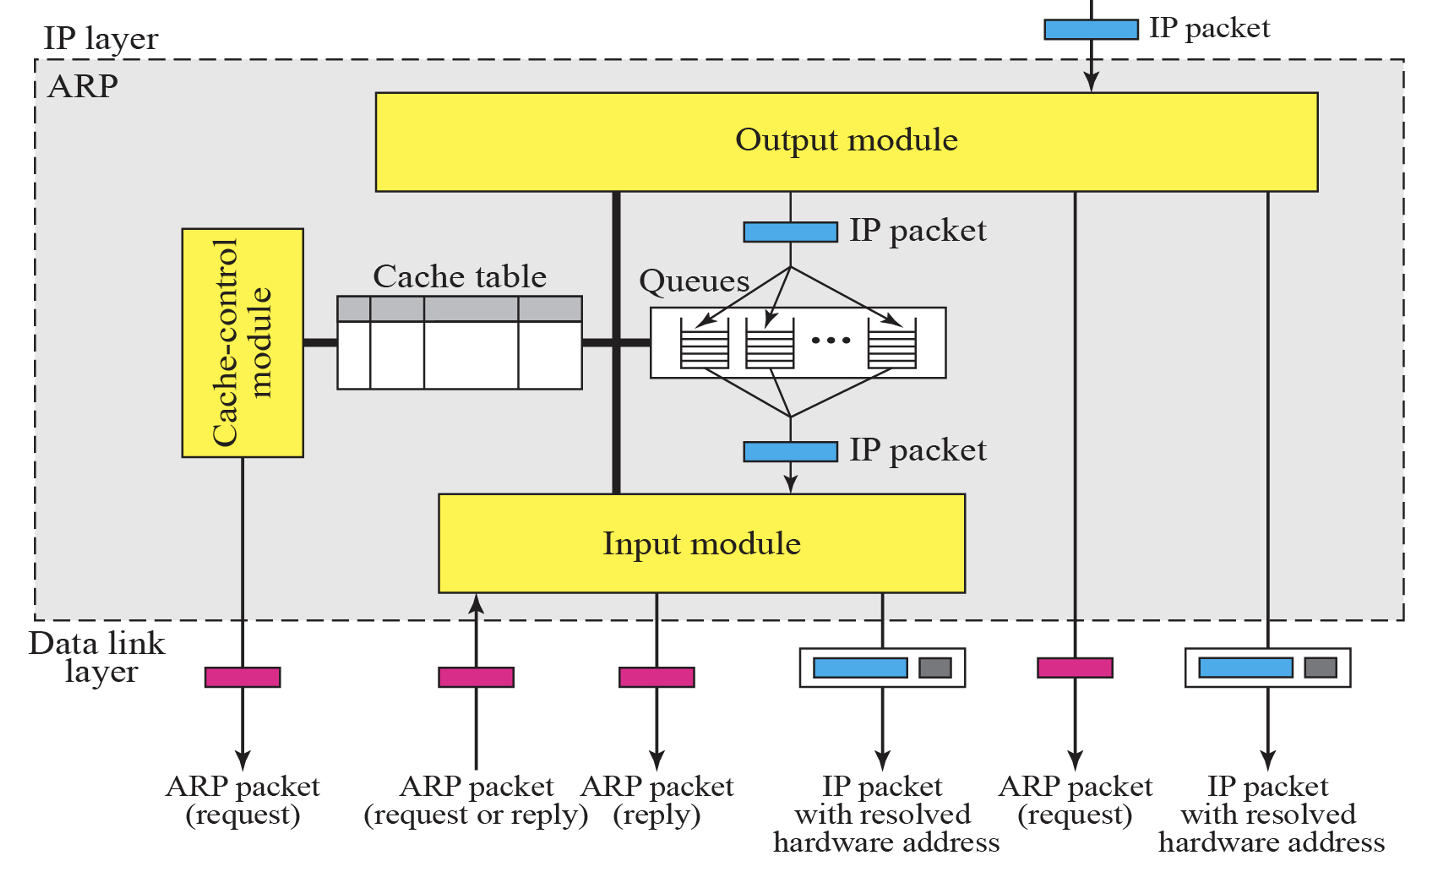 IP packet
IP layer
ARP
Output module
IP packet
Cache-control
module
Cache table
Queues
IP packet
Input module
Data link
layer
ARP packet
(request)
ARP packet
(request or reply)
ARP packet
(reply)
IP packet
with resolved
hardware address
ARP packet
(request)
IP packet
with resolved
hardware address